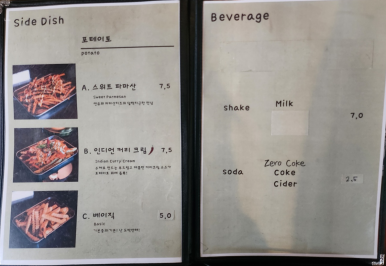 Side Dish
포테이토
potato
A. 스위트 파마산 7,5
Sweet Parmesan
B. 인디언 커리 크림 7,5
Indian Curry Cream
C. 베이직 5,0
Basic
Beverage
shake Milk 7,0
Zero Coke
soda Coke 2,5
Cider